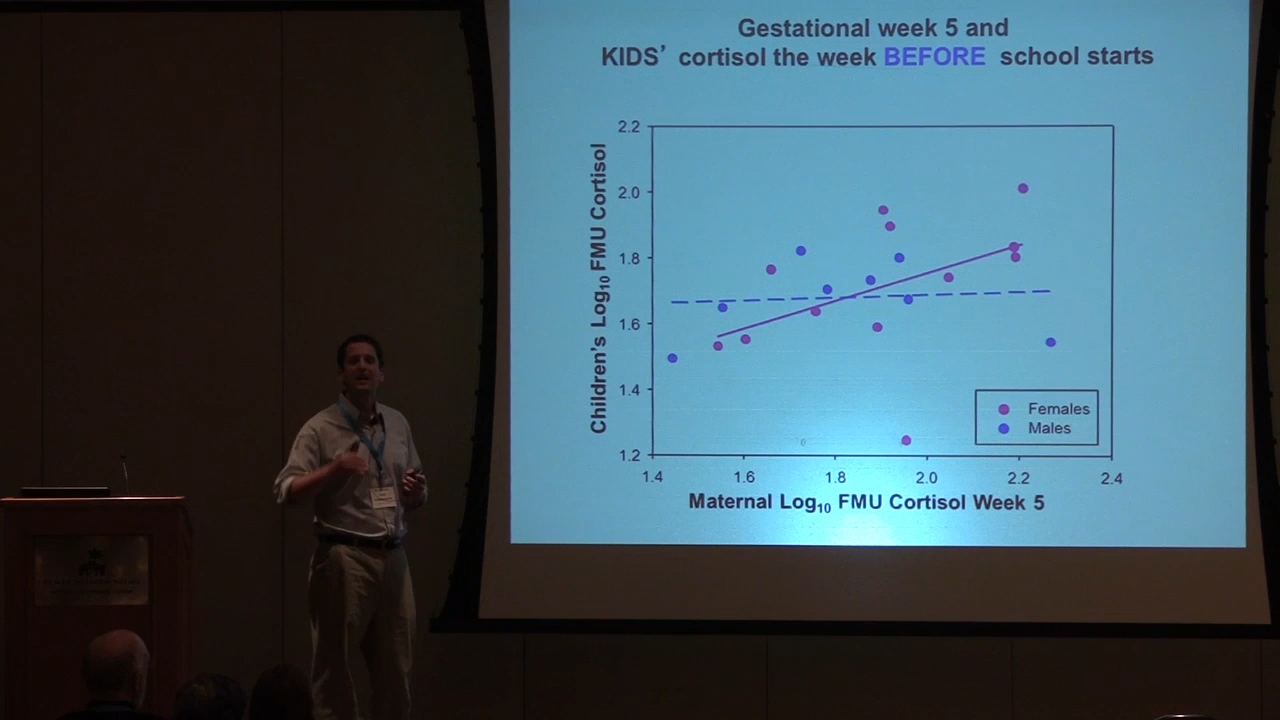 Gestational week 5 and
KIDS’ cortisol the week BEFORE school starts
Children’s Log10 FMU Cortisol
2.2
2.0
1.8
1.6
1.4
1.2
Females
Males
1.4 1.6 1.8 2.0 2.2 2.4
Maternal Log10 FMU Cortisol Week 5